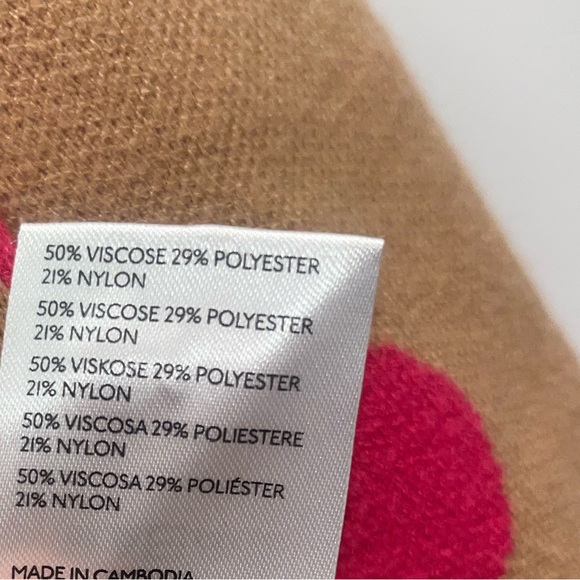 50% VISCOSE 29% POLYESTER
21% NYLON
50% VISCOSE 29% POLYESTER
21% NYLON
50% VISKOSE 29% POLYESTER
21% NYLON
50% VISCOSA 29% POLIESTERE
21% NYLON
50% VISCOSA 29% POLIÉSTER
21% NYLON
MADE IN CAMBODIA